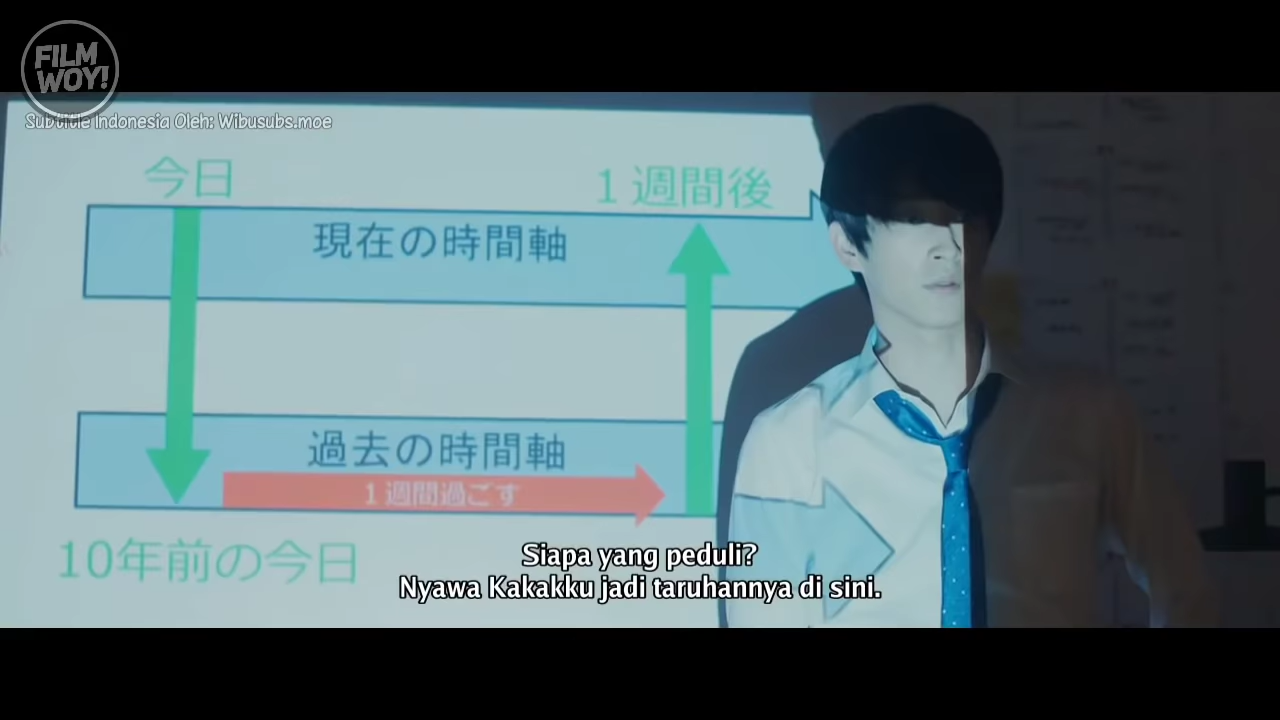 FILM
WOY!
Subtitle Indonesia Oleh: Wibusubs.moe
今日
1週間後
現在の時間軸
過去の時間軸
1週間過ごす
10年前の今日
Siapa yang peduli?
Nyawa Kakakku jadi taruhannya di sini.